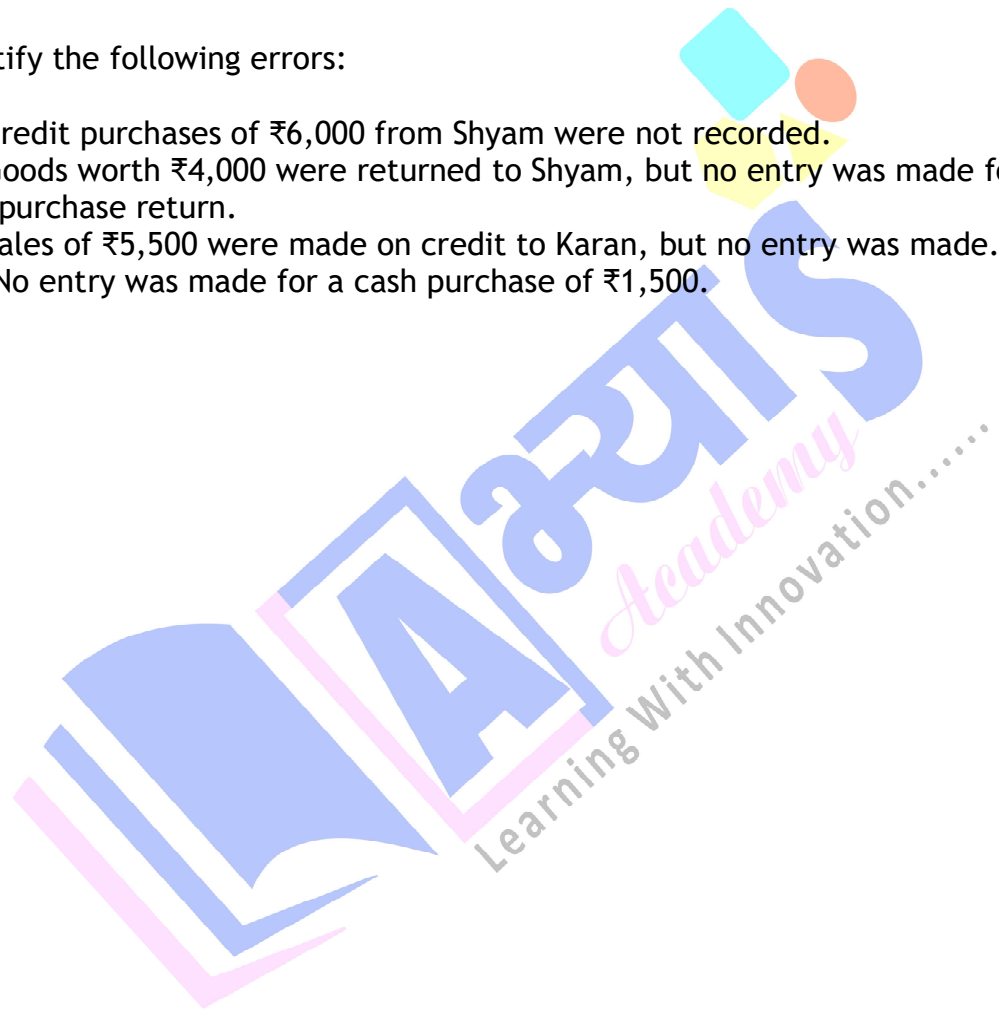 tify the following errors:
redit purchases of ₹6,000 from Shyam were not recorded.
oods worth ₹4,000 were returned to Shyam, but no entry was made f
purchase return.
ales of ₹5,500 were made on credit to Karan, but no entry was made.
No entry was made for a cash purchase of ₹1,500.
A
भ्यास
Academy
Learning With Innovation......